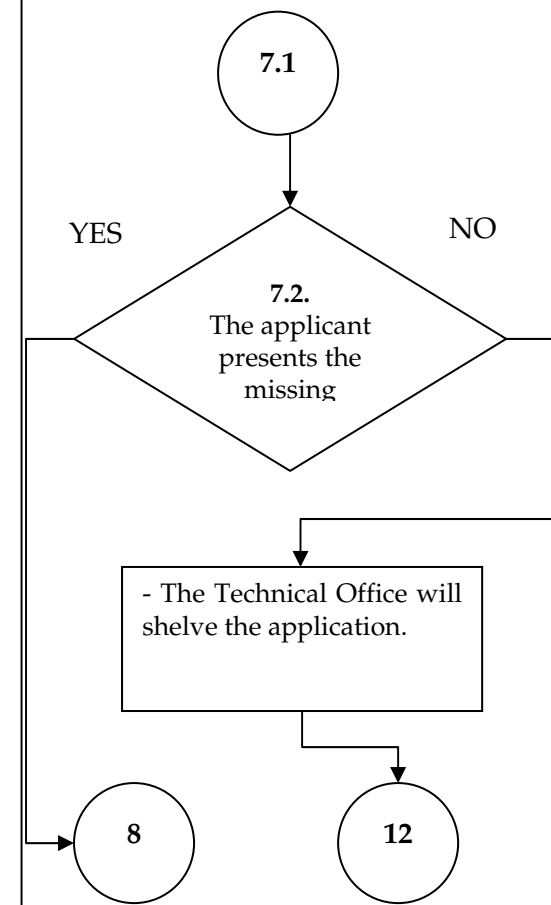 7.1
YES
NO
7.2.
The applicant
presents the
missing
- The Technical Office will
shelve the application.
8
12